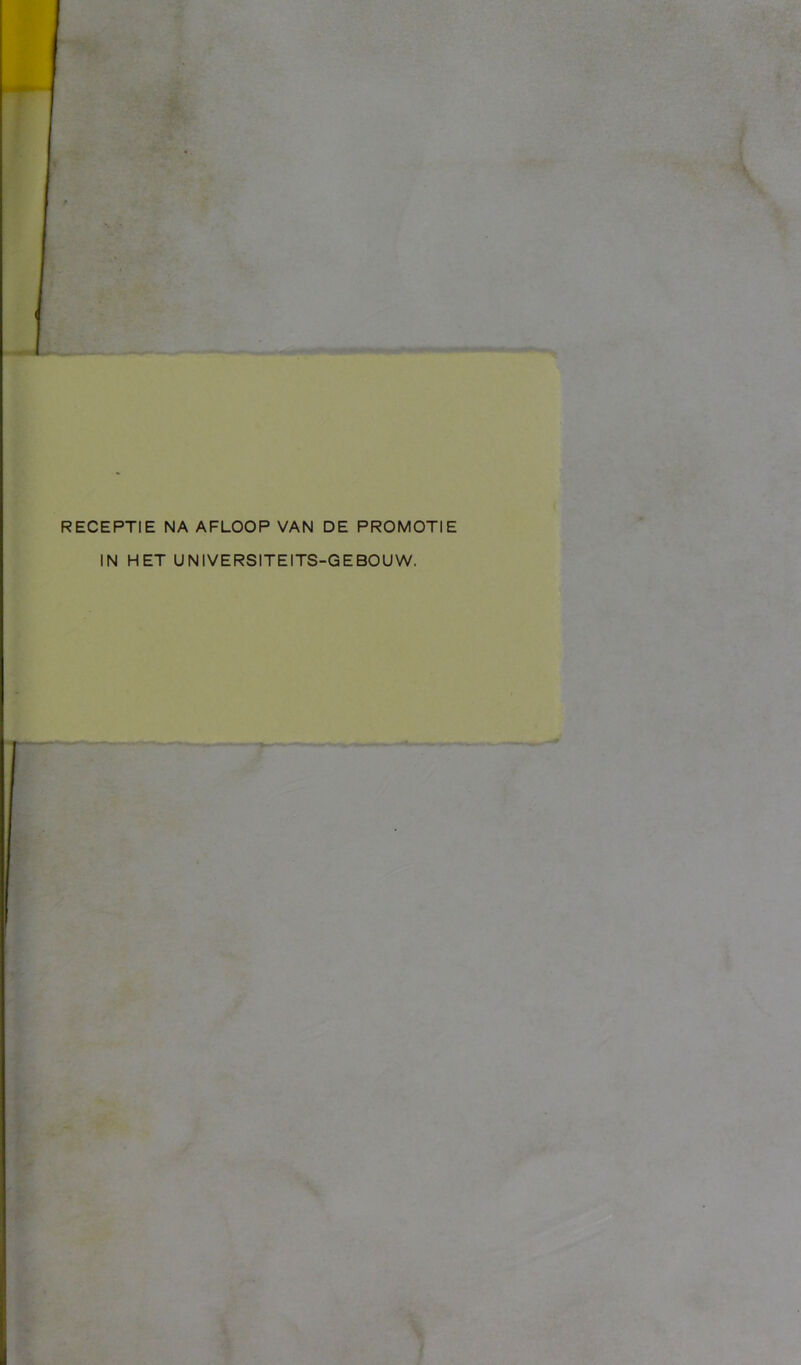 RECEPTIE NA AFLOOP VAN DE PROMOTIE
IN HET UNIVERSITEITS-GEBOUW.